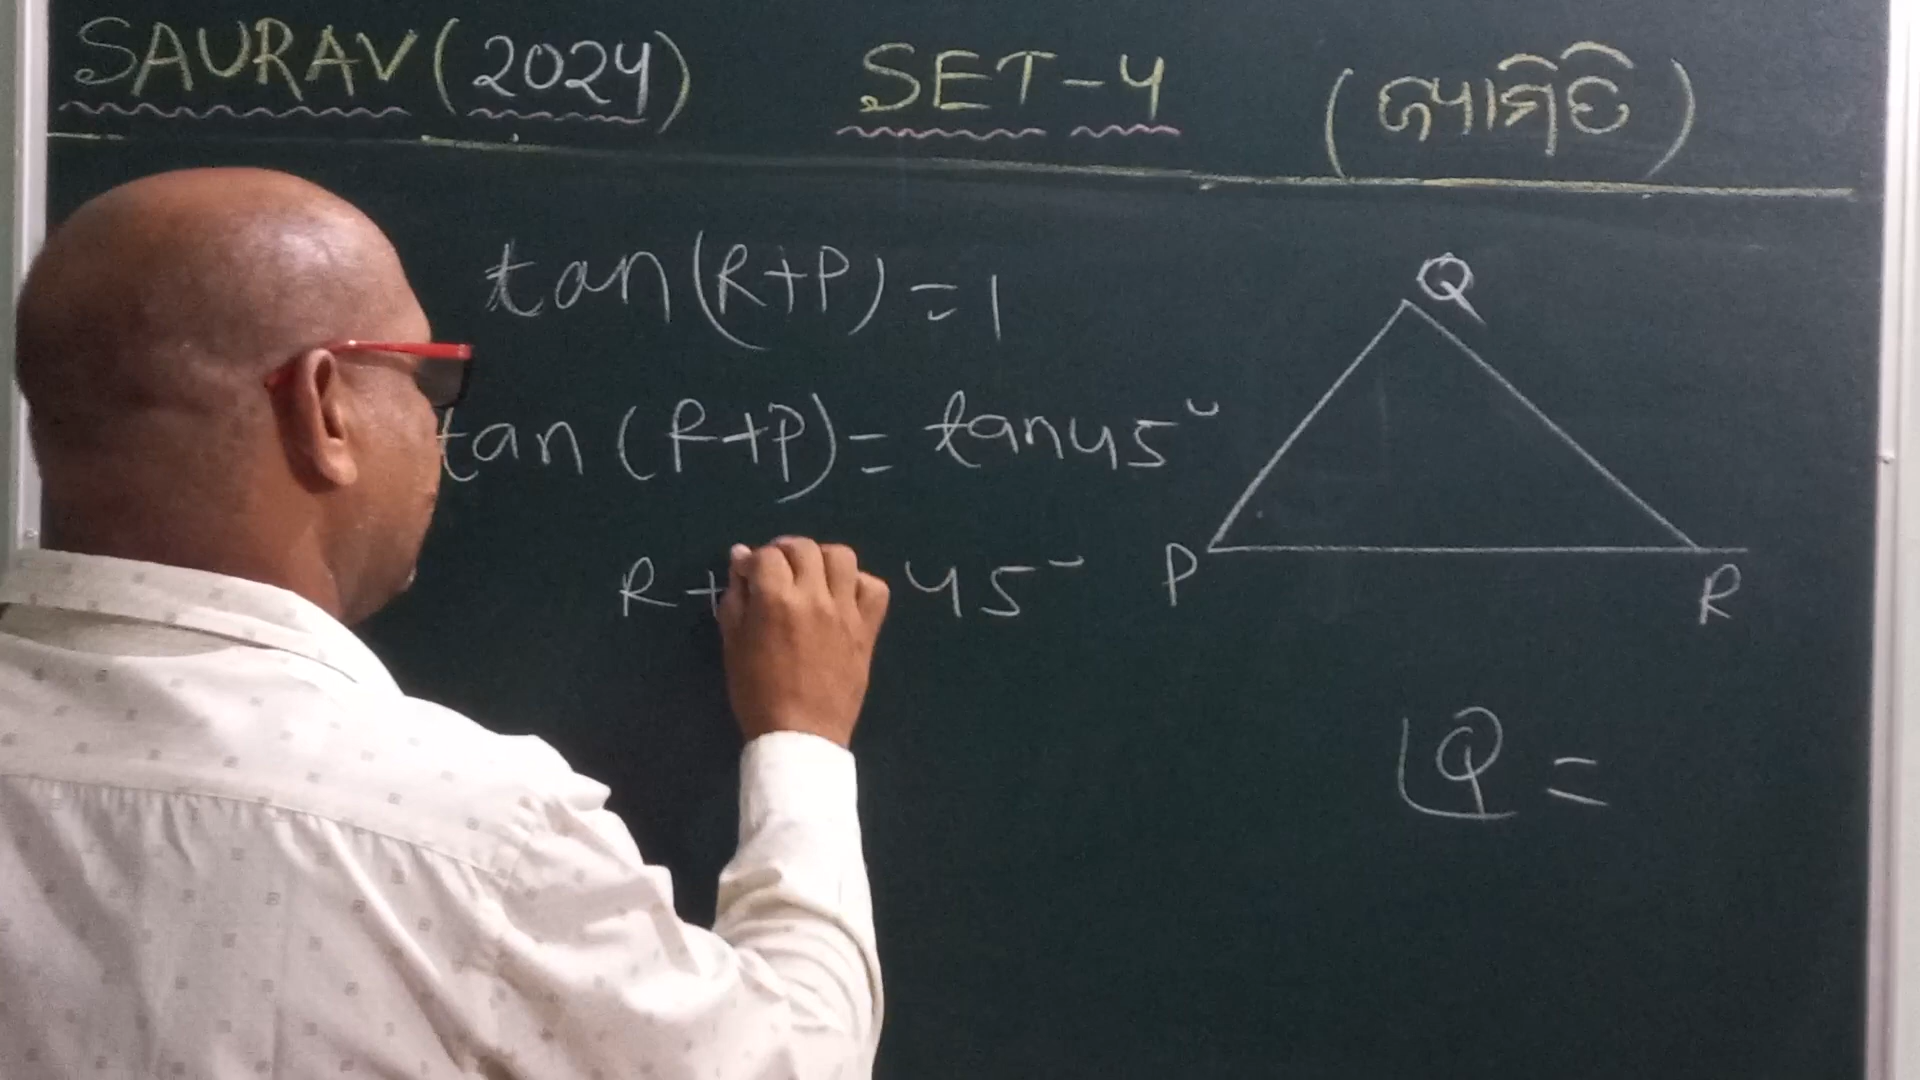 SAURAV (2024) SET-4 (ଜ୍ୟାମିତି)
tan(R+P) = 1
tan (R+P) = tan45°
R+ 45°
Q
P R
∠Q =